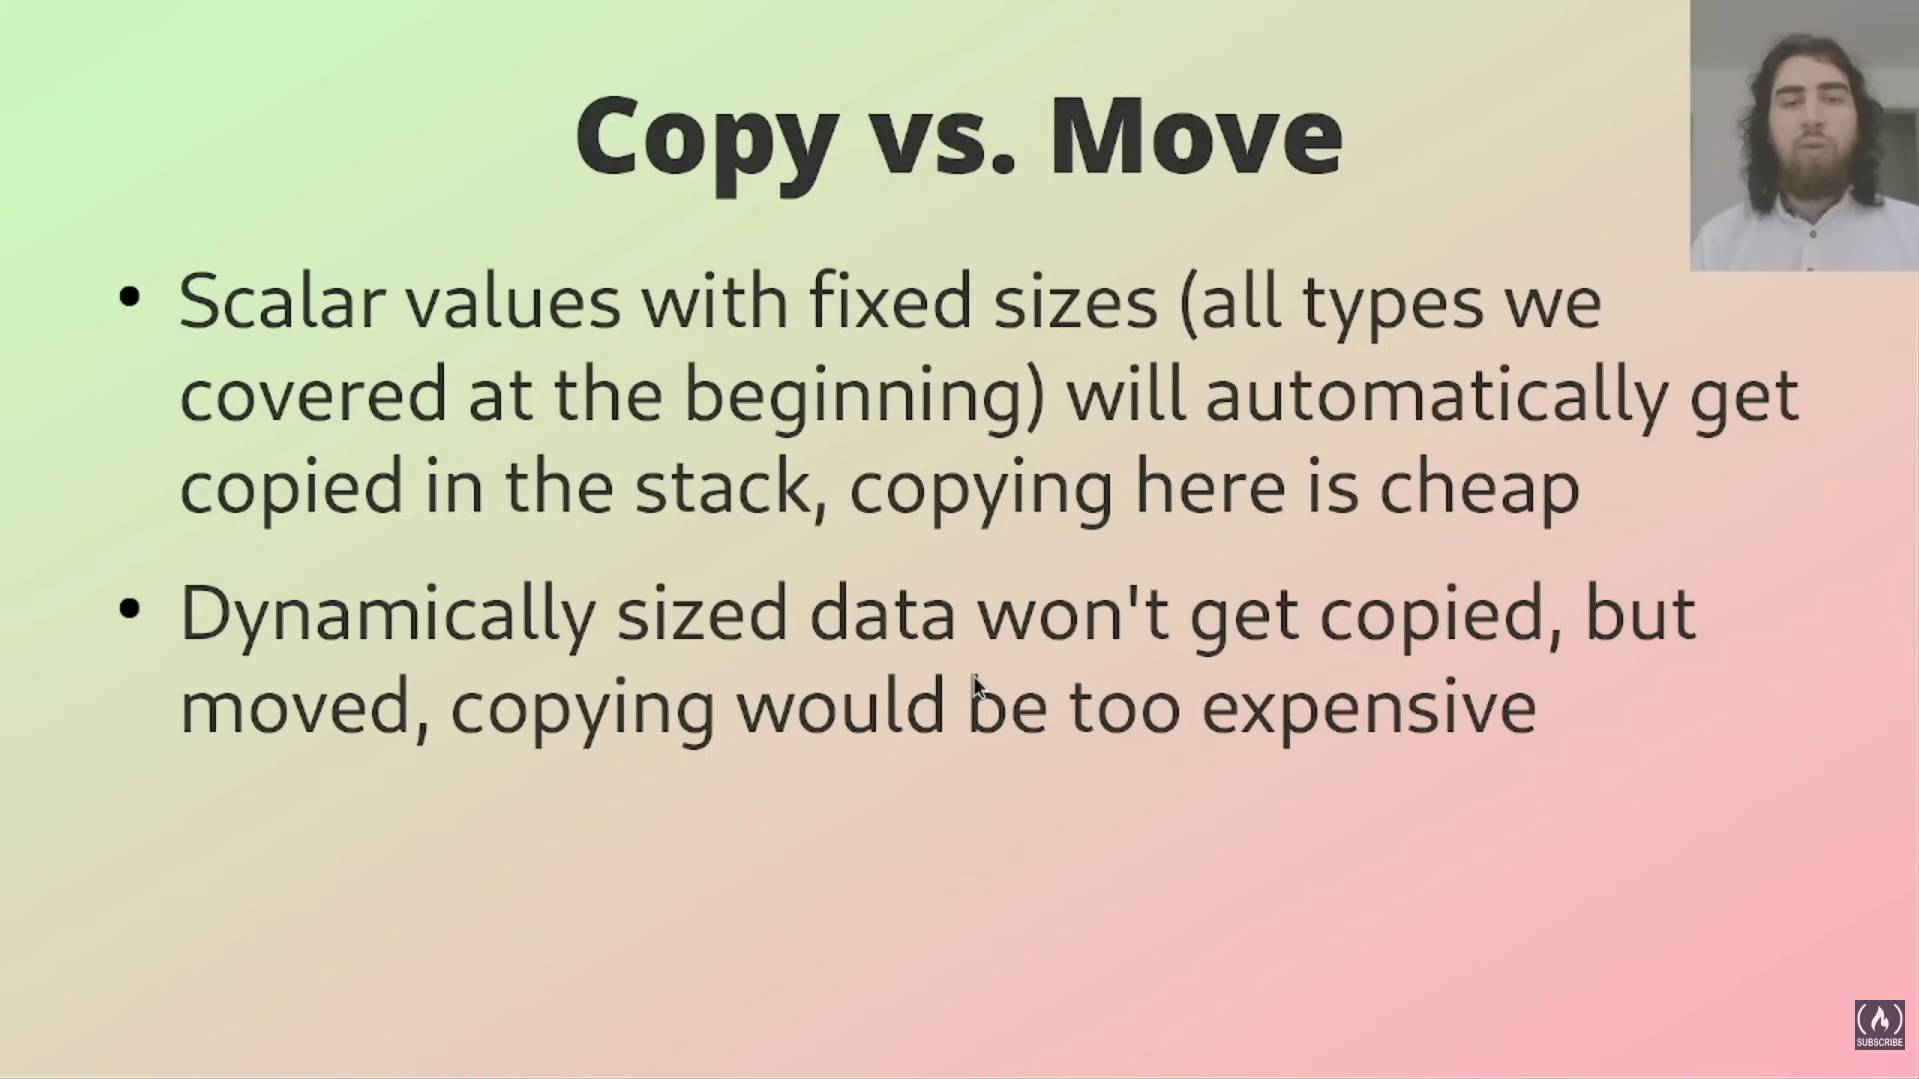 Copy vs. Move
• Scalar values with fixed sizes (all types we
covered at the beginning) will automatically get
copied in the stack, copying here is cheap
• Dynamically sized data won't get copied, but
moved, copying would be too expensive
SUBSCRIBE